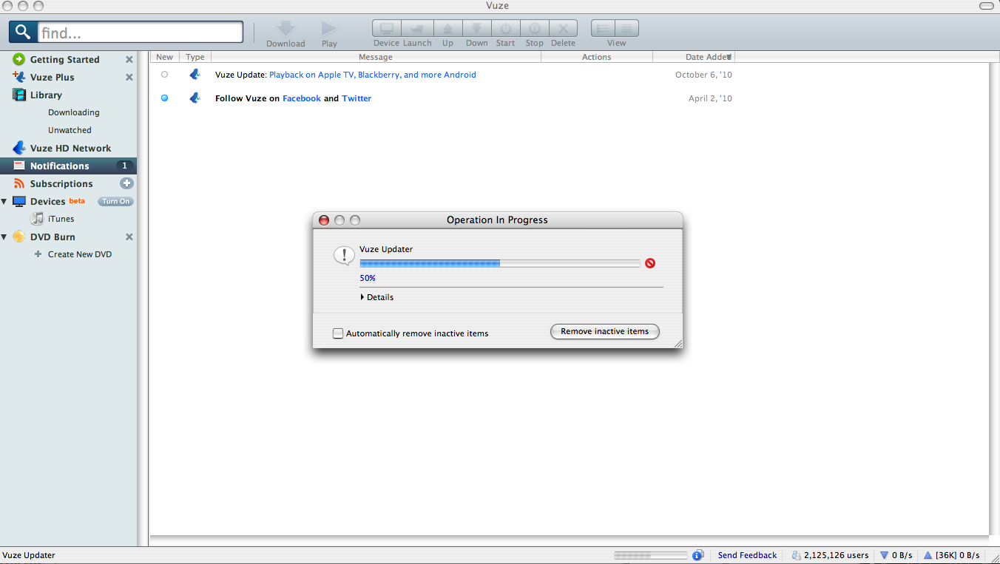 Vuze
find...
Download
Play
Device Launch Up Down Start Stop Delete
View
Getting Started
Vuze Plus
Library
Downloading
Unwatched
Vuze HD Network
Notifications 1
Subscriptions
Devices beta Turn On
iTunes
DVD Burn
Create New DVD
New Type Message Actions Date Added
Vuze Update: Playback on Apple TV, Blackberry, and more Android October 6, '10
Follow Vuze on Facebook and Twitter April 2, '10
Operation In Progress
Vuze Updater
50%
Details
Automatically remove inactive items
Remove inactive items
Vuze Updater
Send Feedback
2,125,126 users
0 B/s
[36K] 0 B/s